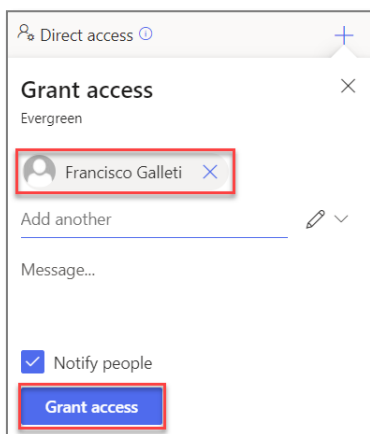 Direct access
Grant access
Evergreen
Francisco Galleti
Add another
Message...
Notify people
Grant access